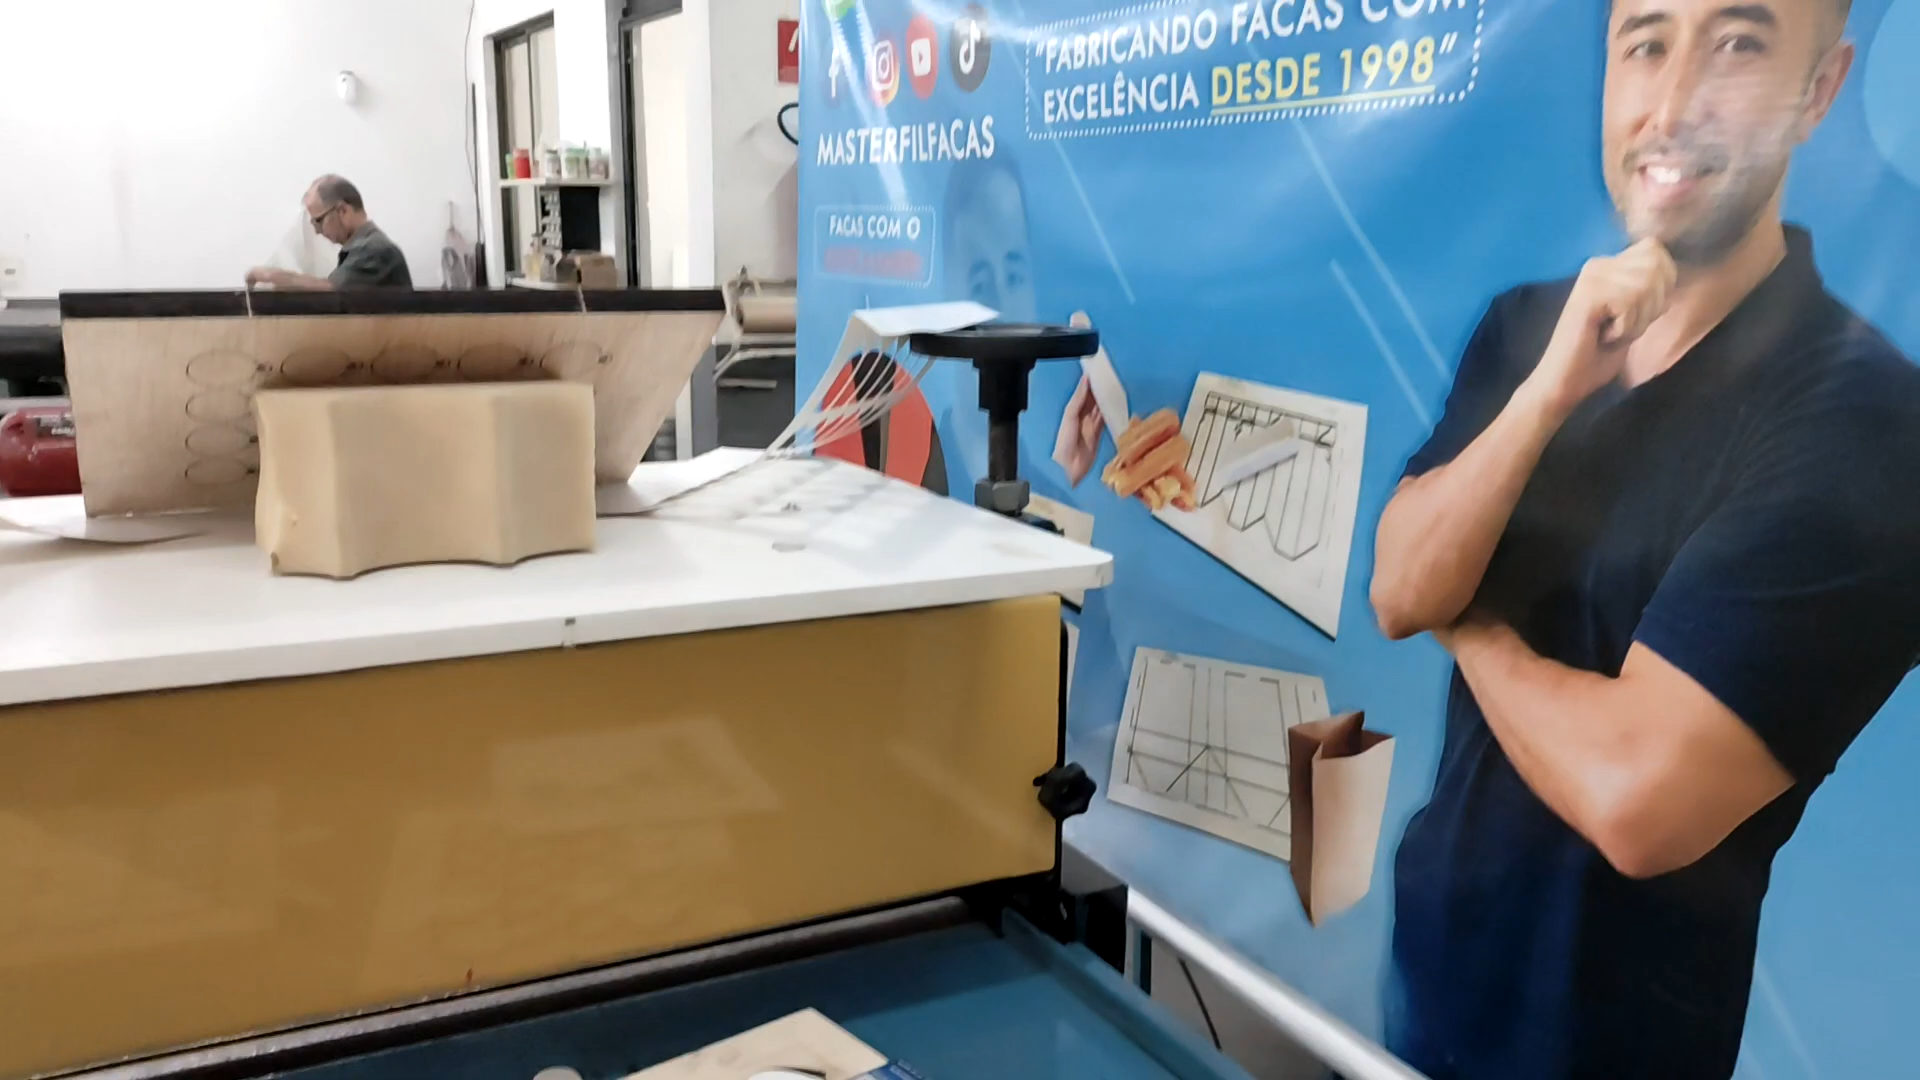 "FABRICANDO FACAS COM
EXCELÊNCIA DESDE 1998"
MASTERFILFACAS
FACAS COM O